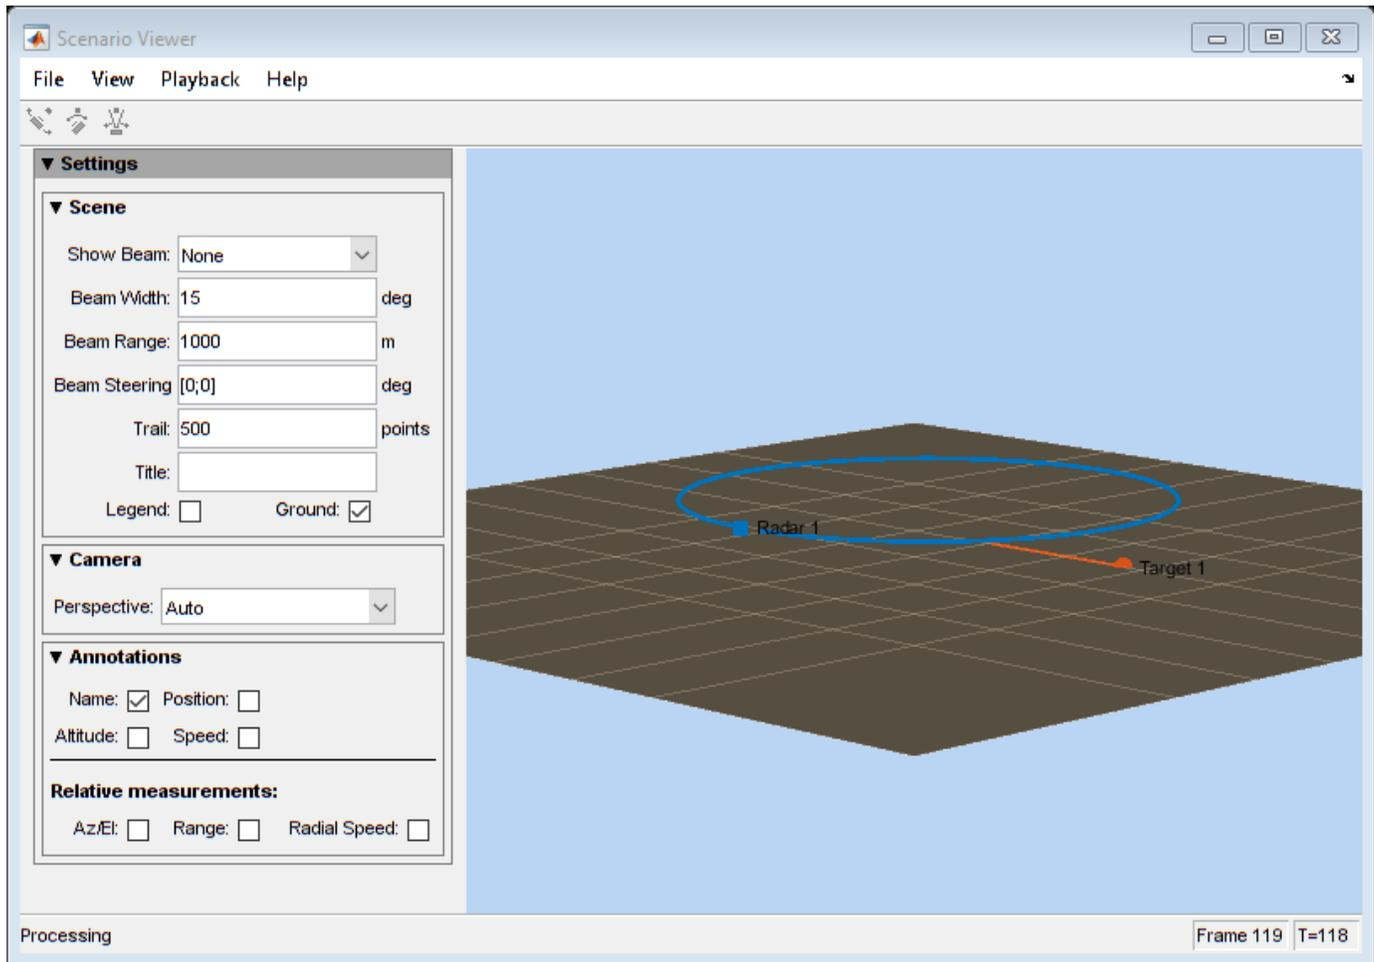 Scenario Viewer
File View Playback Help
▼ Settings
▼ Scene
Show Beam: None
Beam Width: 15 deg
Beam Range: 1000 m
Beam Steering [0;0] deg
Trail: 500 points
Title:
Legend: Ground:
▼ Camera
Perspective: Auto
▼ Annotations
Name: Position:
Altitude: Speed:
Relative measurements:
Az/El: Range: Radial Speed:
Radar 1
Target 1
Processing Frame 119 T=118